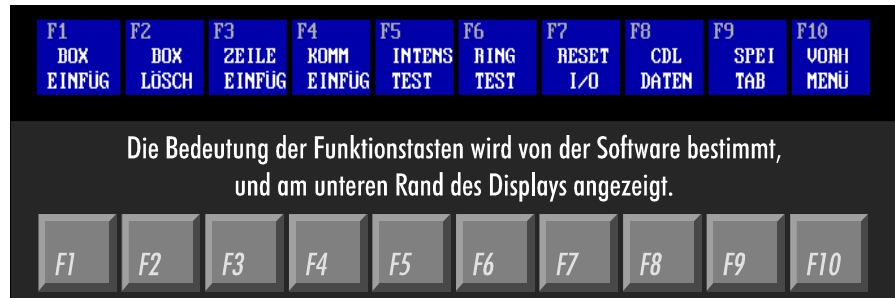 F1 F2 F3 F4 F5 F6 F7 F8 F9 F10
BOX BOX ZEILE KOMM INTENS RING RESET CDL SPEI VORH
EINFÜG LÖSCH EINFÜG EINFÜG TEST TEST I/O DATEN TAB MENÜ
Die Bedeutung der Funktionstasten wird von der Software bestimmt,
und am unteren Rand des Displays angezeigt.
F1 F2 F3 F4 F5 F6 F7 F8 F9 F10